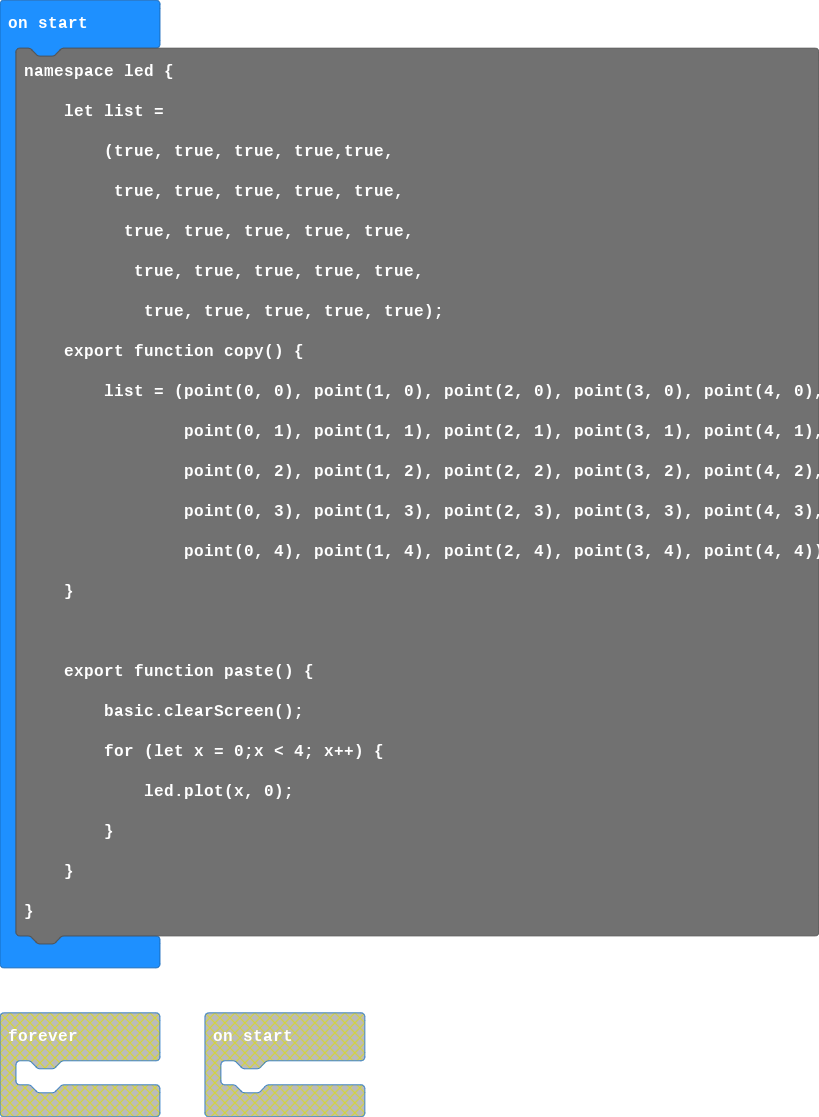 on start
namespace led {
let list =
(true, true, true, true,true,
true, true, true, true, true,
true, true, true, true, true,
true, true, true, true, true,
true, true, true, true, true);
export function copy() {
list = (point(0, 0), point(1, 0), point(2, 0), point(3, 0), point(4, 0),
point(0, 1), point(1, 1), point(2, 1), point(3, 1), point(4, 1),
point(0, 2), point(1, 2), point(2, 2), point(3, 2), point(4, 2),
point(0, 3), point(1, 3), point(2, 3), point(3, 3), point(4, 3),
point(0, 4), point(1, 4), point(2, 4), point(3, 4), point(4, 4))
}
export function paste() {
basic.clearScreen();
for (let x = 0;x < 4; x++) {
led.plot(x, 0);
}
}
}
forever
on start